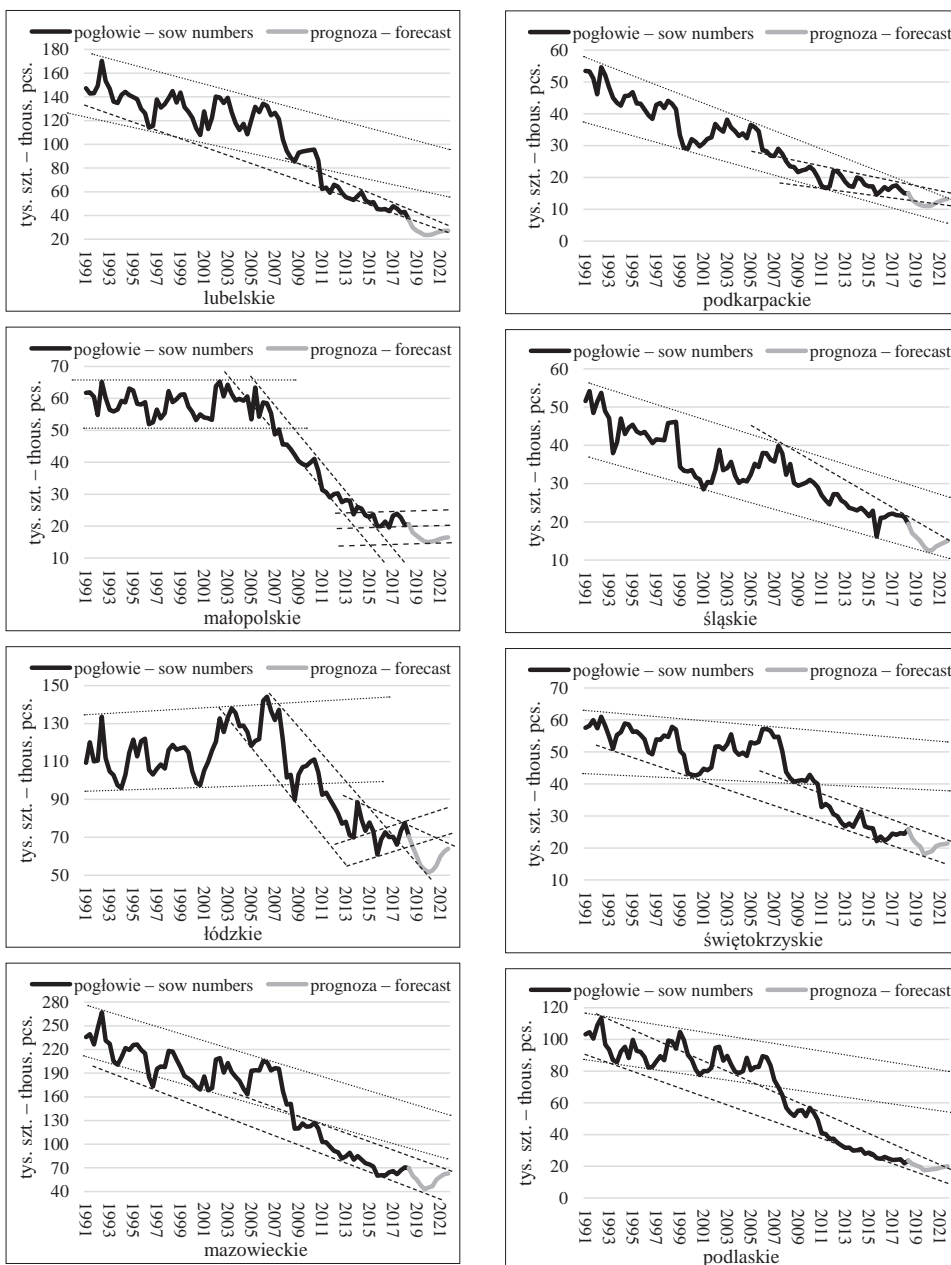 pogłowie – sow numbers prognoza – forecast
tys. szt. – thous. pcs.
180
160
140
120
100
80
60
40
20
1991 1993 1995 1997 1999 2001 2003 2005 2007 2009 2011 2013 2015 2017 2019 2021
lubelskie
pogłowie – sow numbers prognoza – forecast
tys. szt. – thous. pcs.
60
50
40
30
20
10
0
1991 1993 1995 1997 1999 2001 2003 2005 2007 2009 2011 2013 2015 2017 2019 2021
podkarpackie
pogłowie – sow numbers prognoza – forecast
tys. szt. – thous. pcs.
70
60
50
40
30
20
10
1991 1993 1995 1997 1999 2001 2003 2005 2007 2009 2011 2013 2015 2017 2019 2021
małopolskie
pogłowie – sow numbers prognoza – forecast
tys. szt. – thous. pcs.
60
50
40
30
20
10
1991 1993 1995 1997 1999 2001 2003 2005 2007 2009 2011 2013 2015 2017 2019 2021
śląskie
pogłowie – sow numbers prognoza – forecast
tys. szt. – thous. pcs.
150
130
110
90
70
50
1991 1993 1995 1997 1999 2001 2003 2005 2007 2009 2011 2013 2015 2017 2019 2021
łódzkie
pogłowie – sow numbers prognoza – forecast
tys. szt. – thous. pcs.
70
60
50
40
30
20
10
1991 1993 1995 1997 1999 2001 2003 2005 2007 2009 2011 2013 2015 2017 2019 2021
świętokrzyskie
pogłowie – sow numbers prognoza – forecast
tys. szt. – thous. pcs.
280
250
220
190
160
130
100
70
40
1991 1993 1995 1997 1999 2001 2003 2005 2007 2009 2011 2013 2015 2017 2019 2021
mazowieckie
pogłowie – sow numbers prognoza – forecast
tys. szt. – thous. pcs.
120
100
80
60
40
20
0
1991 1993 1995 1997 1999 2001 2003 2005 2007 2009 2011 2013 2015 2017 2019 2021
podlaskie